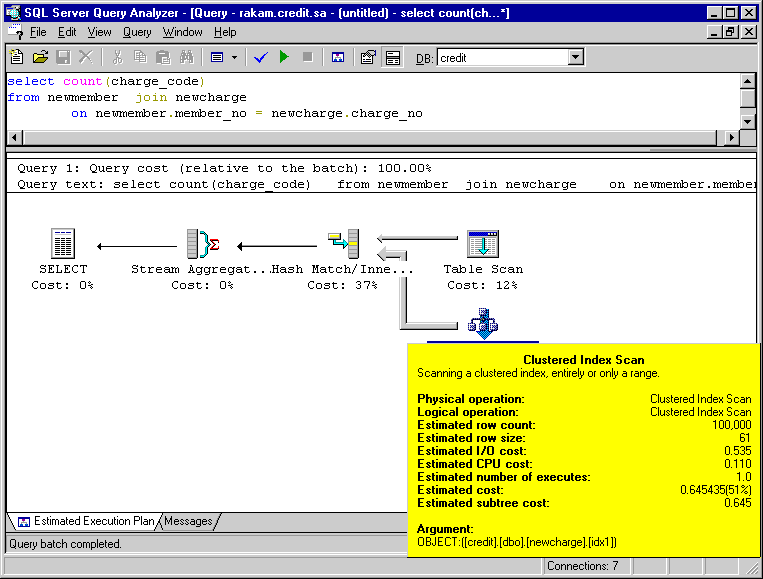 SQL Server Query Analyzer - [Query - rakam.credit.sa - (untitled) - select count(ch...*]
File Edit View Query Window Help
DB: credit
select count(charge_code)
from newmember join newcharge
on newmember.member_no = newcharge.charge_no
Query 1: Query cost (relative to the batch): 100.00%
Query text: select count(charge_code) from newmember join newcharge on newmember.member
SELECT
Cost: 0%
Stream Aggregat...
Cost: 0%
Hash Match/Inne...
Cost: 37%
Table Scan
Cost: 12%
Clustered Index Scan
Scanning a clustered index, entirely or only a range.
Physical operation: Clustered Index Scan
Logical operation: Clustered Index Scan
Estimated row count: 100,000
Estimated row size: 61
Estimated I/O cost: 0.535
Estimated CPU cost: 0.110
Estimated number of executes: 1.0
Estimated cost: 0.645435(51%)
Estimated subtree cost: 0.645
Argument:
OBJECT:([credit].[dbo].[newcharge].[idx1])
Estimated Execution Plan Messages
Query batch completed.
Connections: 7